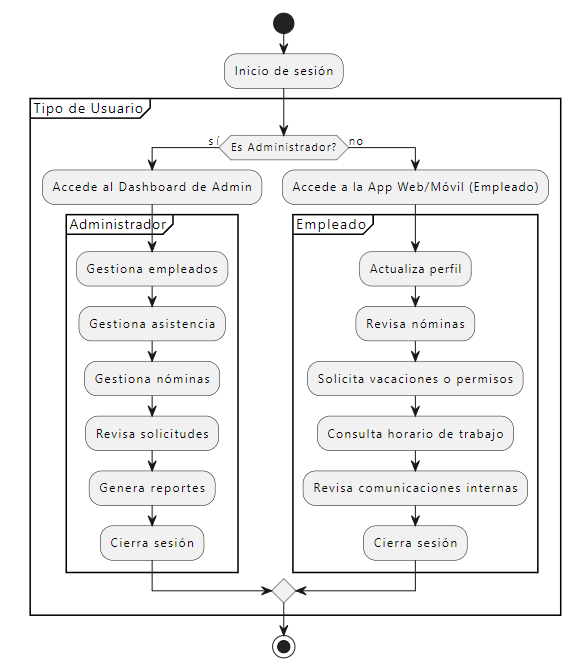 Inicio de sesión
Tipo de Usuario
sí
Es Administrador?
no
Accede al Dashboard de Admin
Accede a la App Web/Móvil (Empleado)
Administrador
Gestiona empleados
Gestiona asistencia
Gestiona nóminas
Revisa solicitudes
Genera reportes
Cierra sesión
Empleado
Actualiza perfil
Revisa nóminas
Solicita vacaciones o permisos
Consulta horario de trabajo
Revisa comunicaciones internas
Cierra sesión